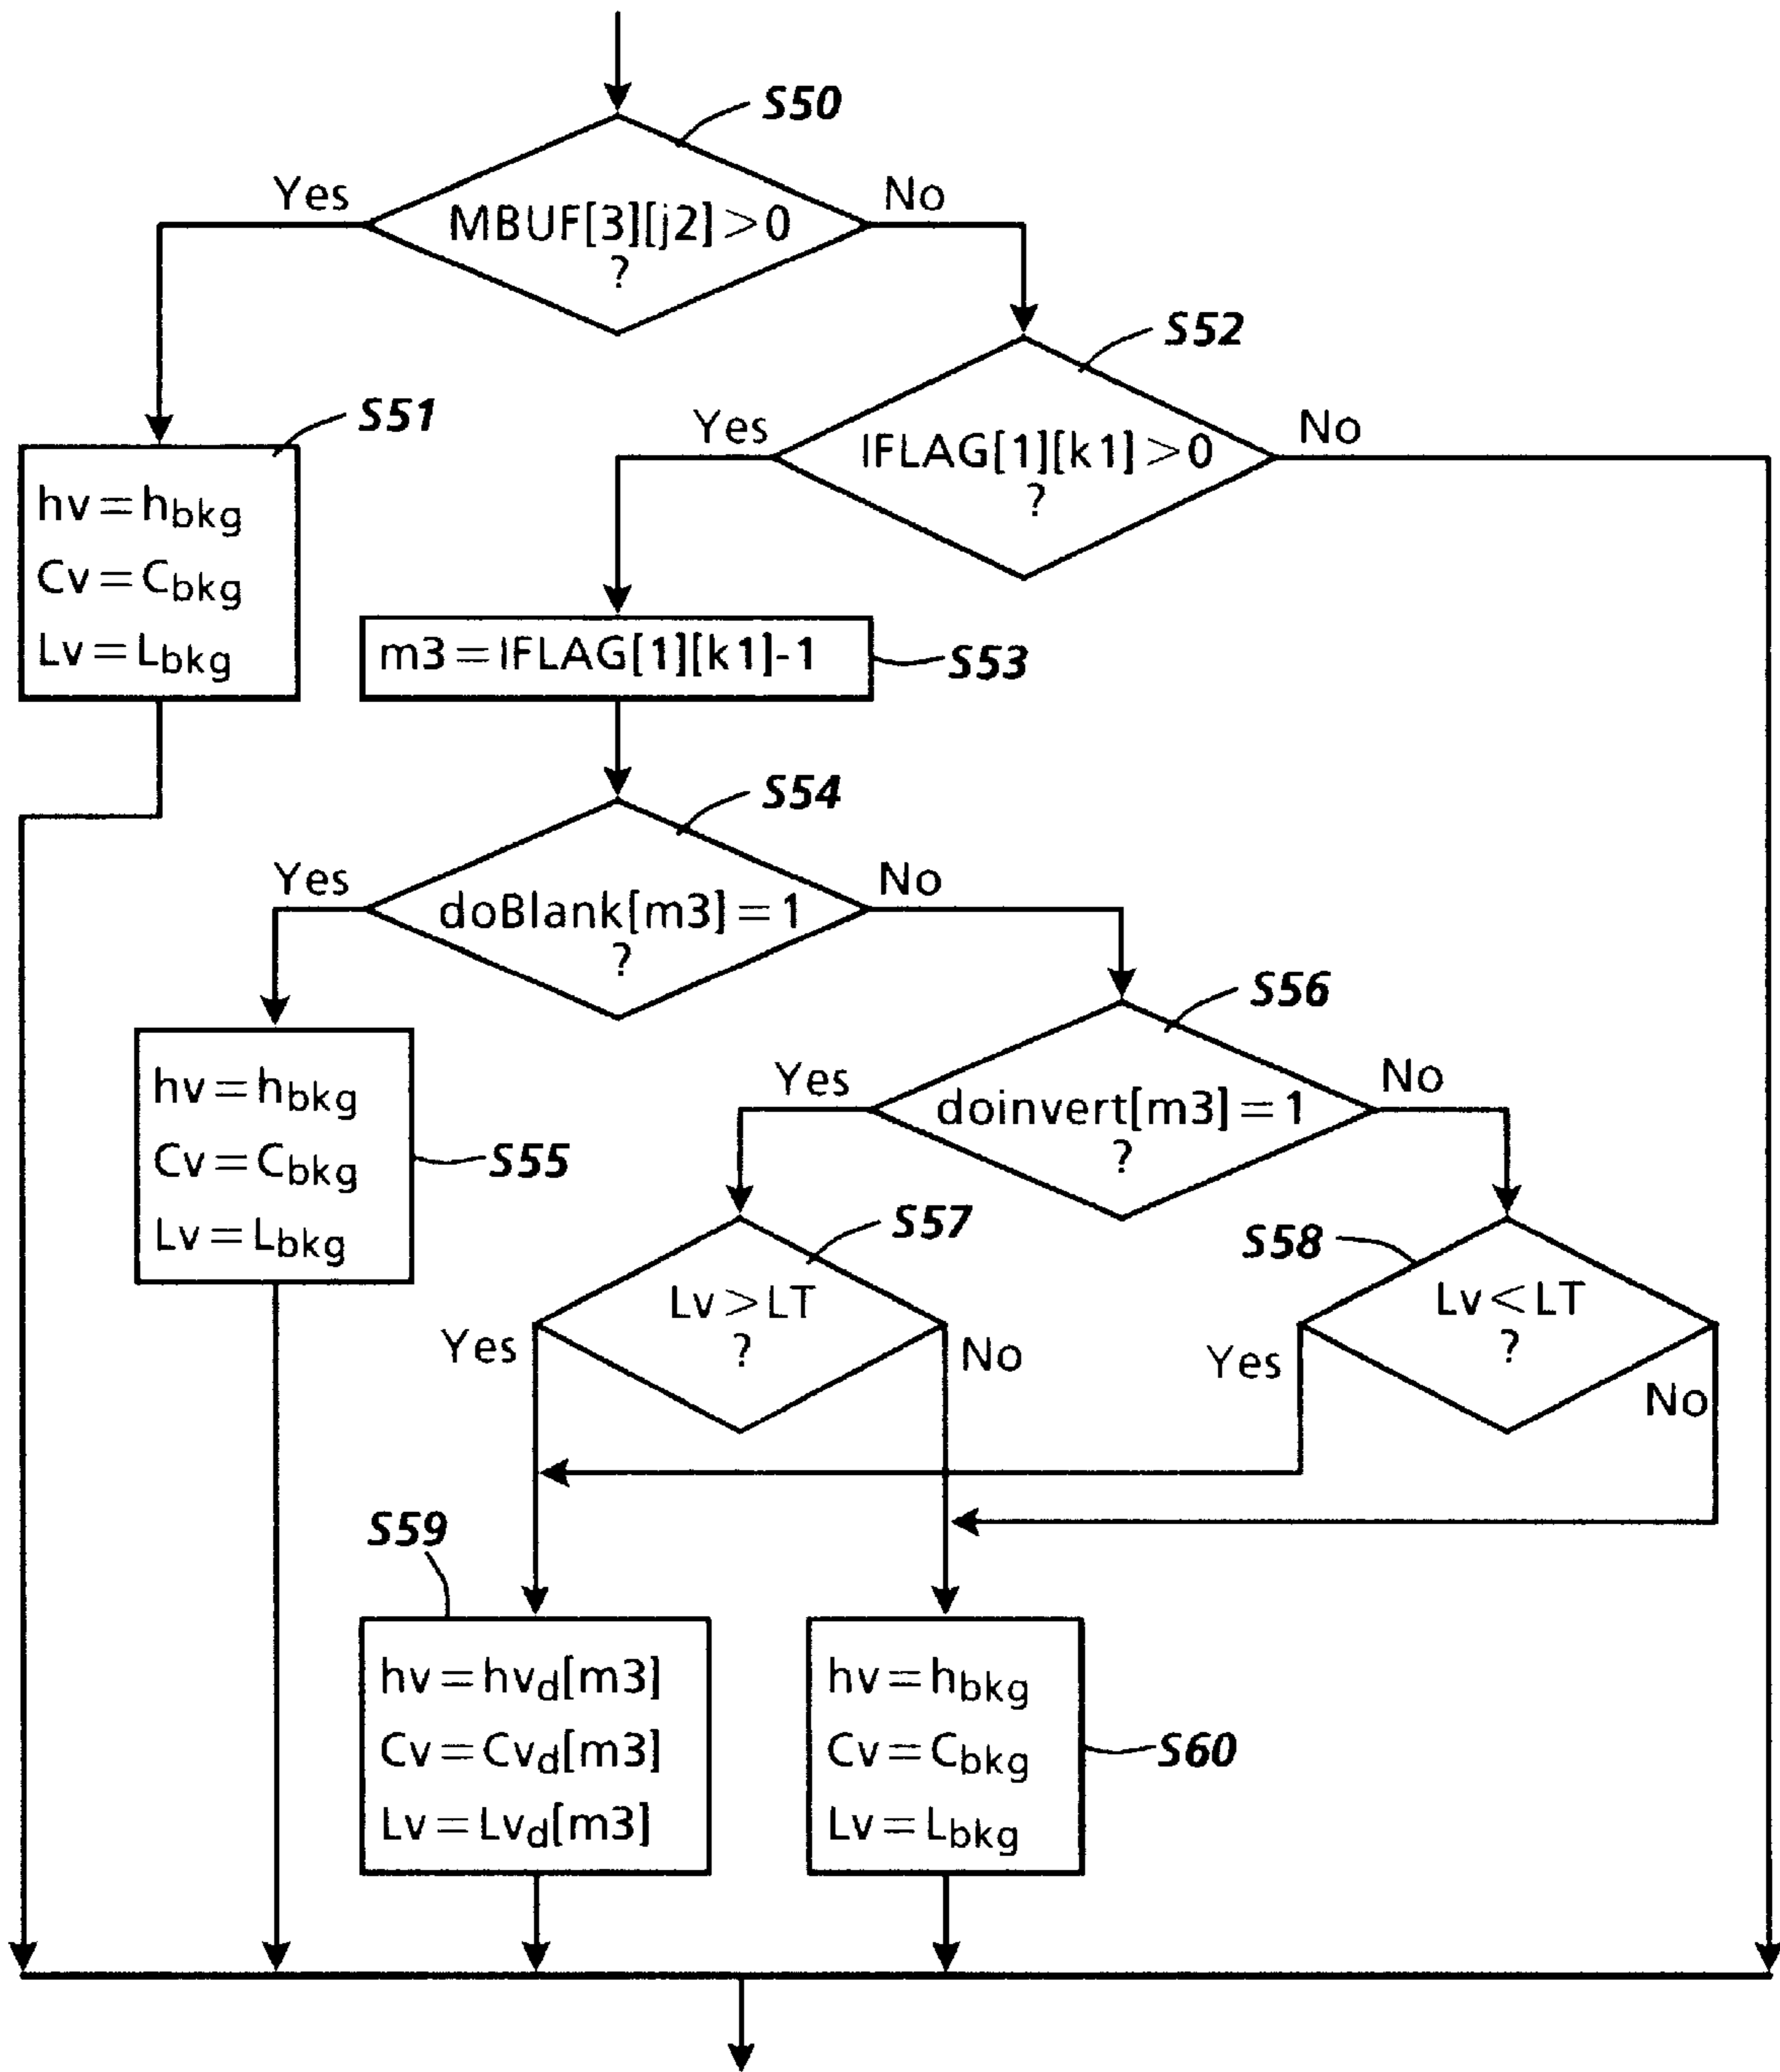 S50
Yes
No
MBUF[3][j2]>0
?
S52
S51
Yes
No
IFLAG[1][k1]>0
?
hv=hbkg
Cv=Cbkg
Lv=Lbkg
m3=IFLAG[1][k1]-1
S53
S54
Yes
No
doBlank[m3]=1
?
S56
hv=hbkg
Cv=Cbkg
Lv=Lbkg
S55
Yes
No
doinvert[m3]=1
?
S57
S58
Lv>LT
?
Yes
No
Lv<LT
?
Yes
No
S59
hv=hvd[m3]
Cv=Cvd[m3]
Lv=Lvd[m3]
hv=hbkg
Cv=Cbkg
Lv=Lbkg
S60